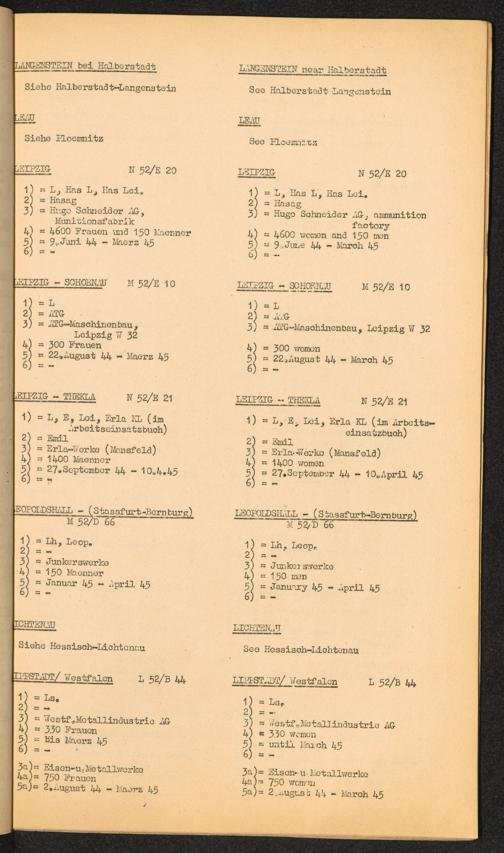 LANGENSTEIN bei Halberstadt
Siehe Halberstadt-Langenstein
LEAU
Siehe Ploemnitz
LEIPZIG N 52/E 20
1) = L, Has L, Has Lei.
2) = Hasag
3) = Hugo Schneider AG,
Munitionsfabrik
4) = 4600 Frauen und 150 Maenner
5) = 9.Juni 44 - Maerz 45
6) = -
LEIPZIG - SCHOENAU M 52/E 10
1) = L
2) = ATG
3) = ATG-Maschinenbau,
Leipzig W 32
4) = 300 Frauen
5) = 22.August 44 - Maerz 45
6) = -
LEIPZIG - THEKLA N 52/E 21
1) = L, E, Lei, Erla KL (im
Arbeitseinsatzbuch)
2) = Emil
3) = Erla-Werke (Mansfeld)
4) = 1400 Maenner
5) = 27.September 44 - 10.4.45
6) = -
LEOPOLDSHALL - (Stassfurt-Bernburg)
M 52/D 66
1) = Lh, Leop.
2) = -
3) = Junkerswerke
4) = 150 Maenner
5) = Januar 45 - April 45
6) = -
LICHTENAU
Siehe Hessisch-Lichtenau
LIPPSTADT/ Westfalen L 52/B 44
1) = Ls.
2) = -
3) = Westf.Metallindustrie AG
4) = 330 Frauen
5) = bis Maerz 45
6) = -
3a)= Eisen-u.Metallwerke
4a)= 750 Frauen
5a)= 2.August 44 - Maerz 45
LANGENSTEIN near Halberstadt
See Halberstadt-Langenstein
LEAU
See Ploemnitz
LEIPZIG N 52/E 20
1) = L, Has L, Has Lei.
2) = Hasag
3) = Hugo Schneider AG, ammunition
factory
4) = 4600 women and 150 men
5) = 9.June 44 - March 45
6) = -
LEIPZIG - SCHOENAU M 52/E 10
1) = L
2) = ATG
3) = ATG-Maschinenbau, Leipzig W 32
4) = 300 women
5) = 22.August 44 - March 45
6) = -
LEIPZIG - THEKLA N 52/E 21
1) = L, E, Lei, Erla KL (im Arbeits-
einsatzbuch)
2) = Emil
3) = Erla-Werke (Mansfeld)
4) = 1400 women
5) = 27.September 44 - 10.April 45
6) = -
LEOPOLDSHALL - (Stassfurt-Bernburg)
M 52/D 66
1) = Lh, Leop.
2) = -
3) = Junkerswerke
4) = 150 men
5) = January 45 - April 45
6) = -
LICHTENAU
See Hessisch-Lichtenau
LIPPSTADT/ Westfalen L 52/B 44
1) = Ls.
2) = -
3) = Westf.Metallindustrie AG
4) = 330 women
5) = until March 45
6) = -
3a)= Eisen-u.Metallwerke
4a)= 750 women
5a)= 2.August 44 - March 45